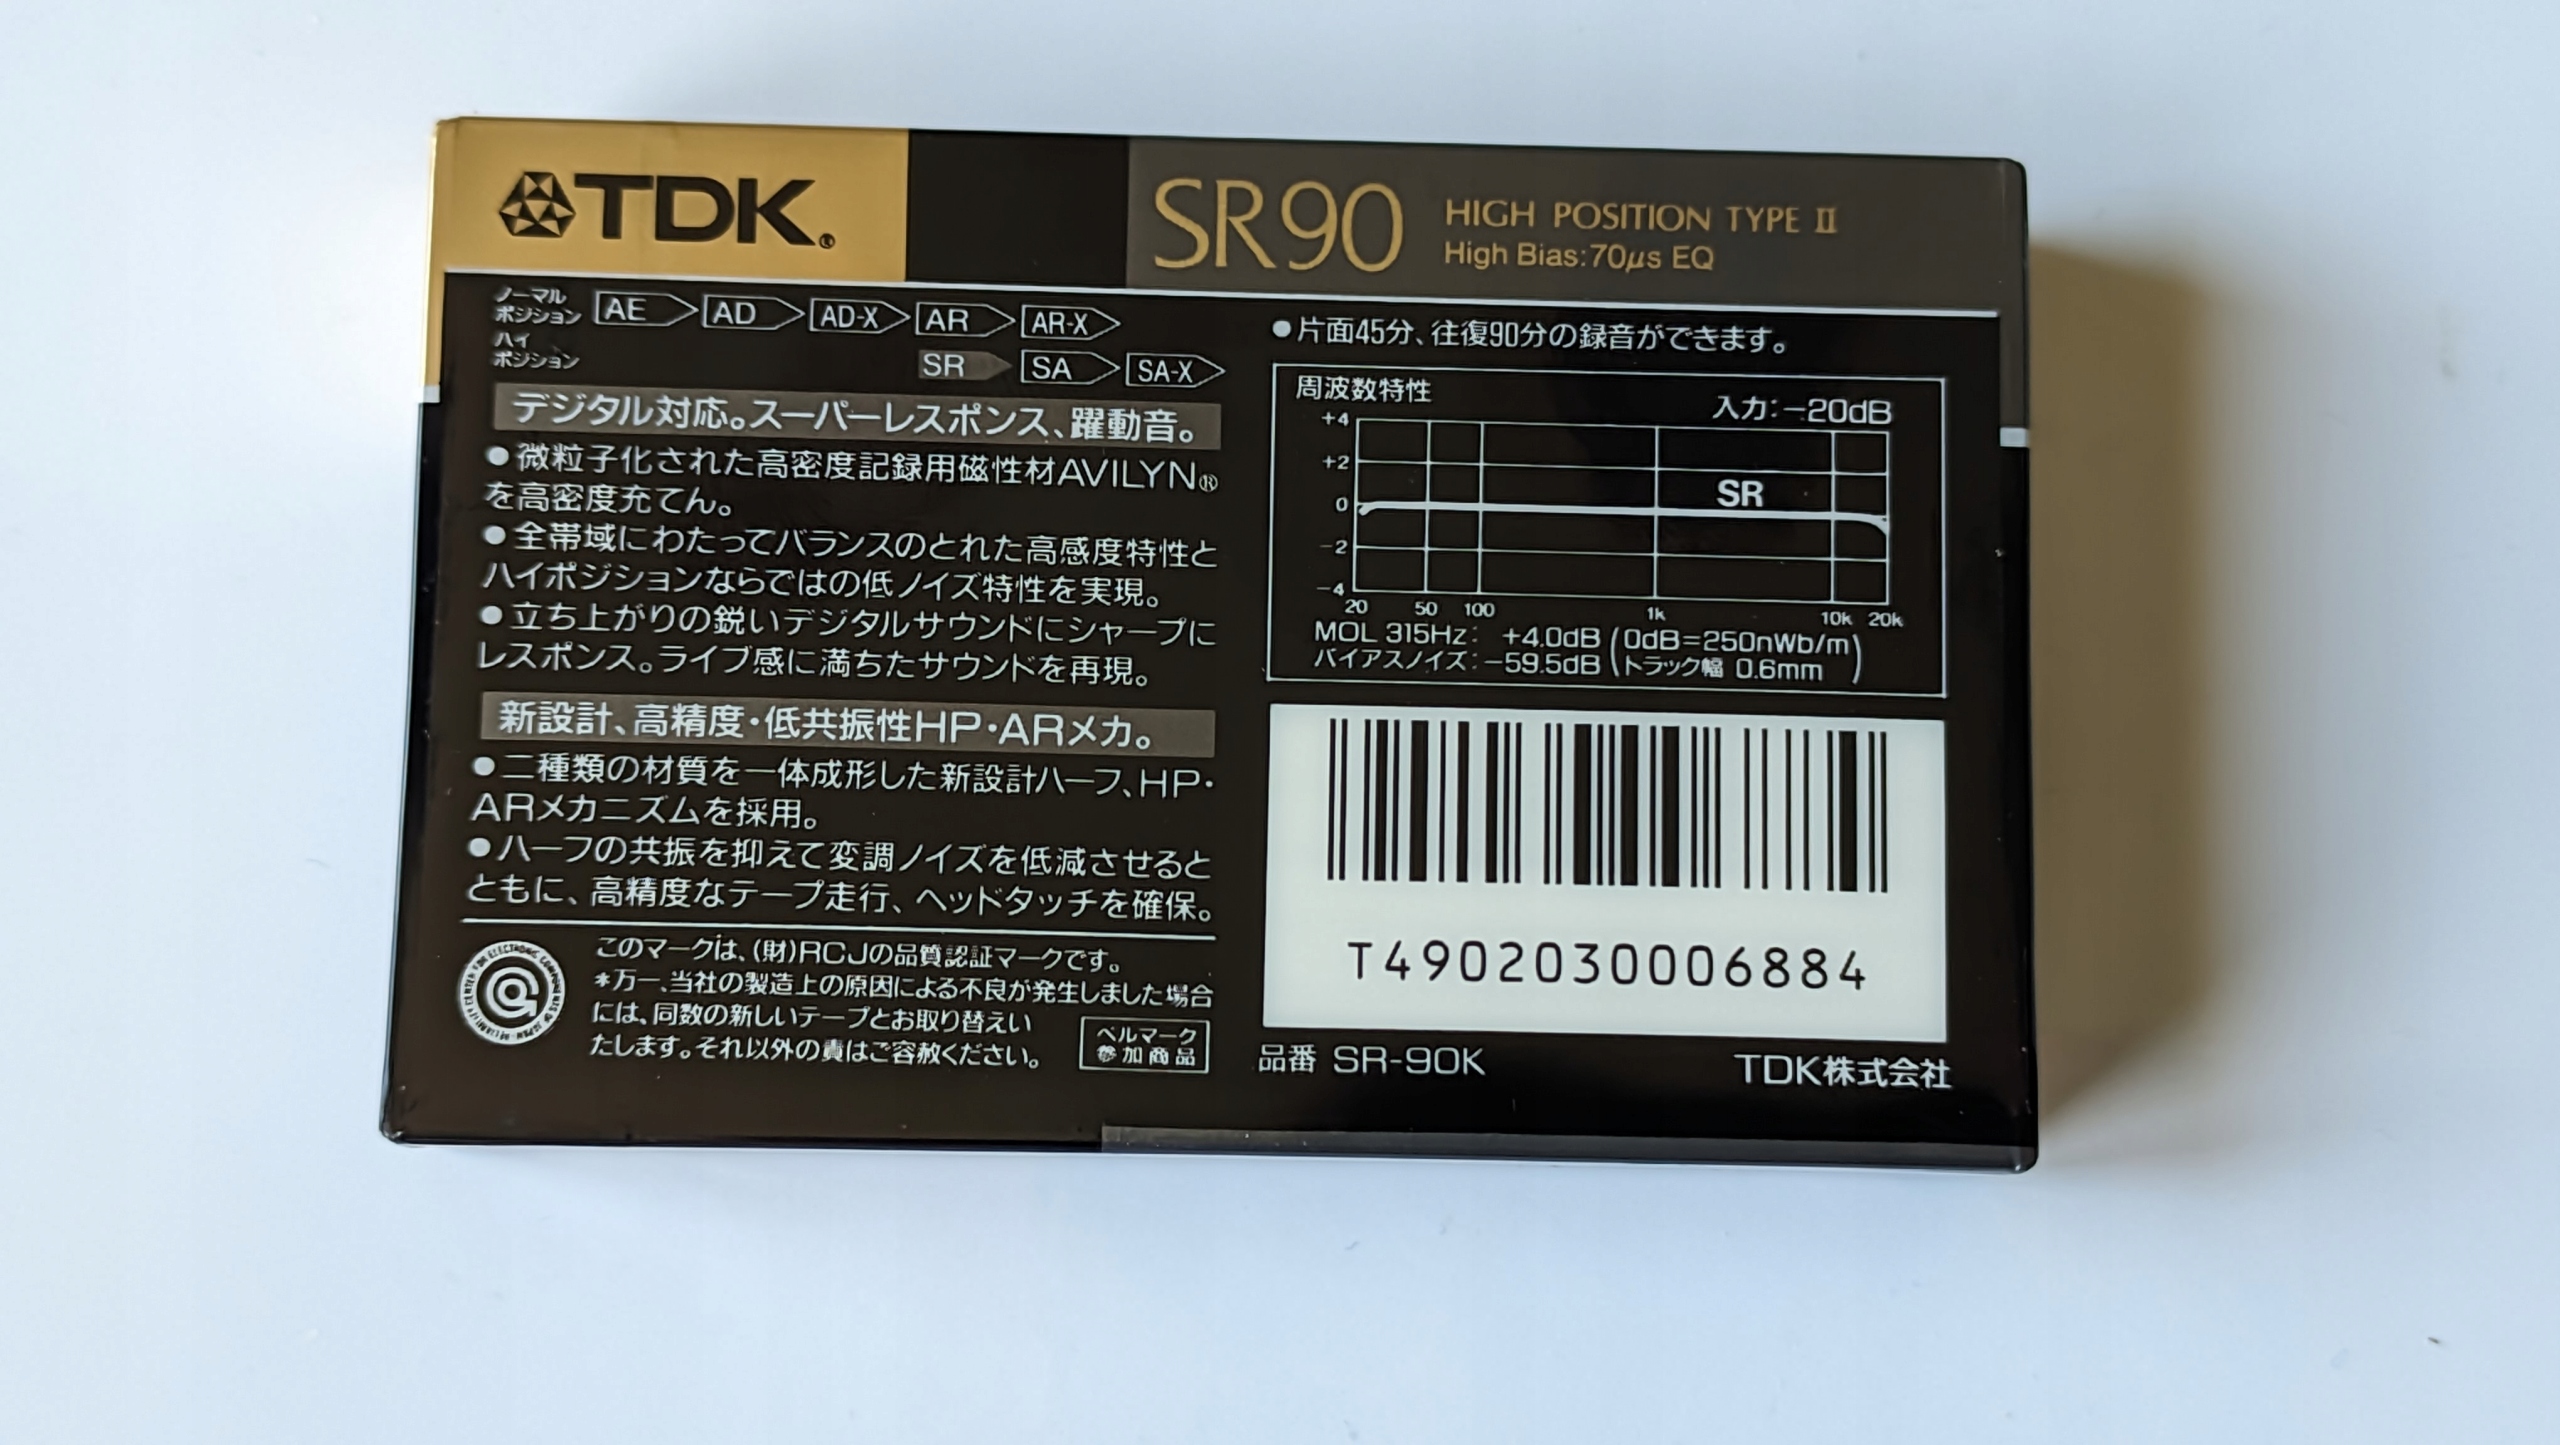 TDK®
SR90
HIGH POSITION TYPE II
High Bias:70μs EQ
ノーマル
ポジション
AE AD AD-X AR AR-X
ハイ
ポジション
SR SA SA-X
デジタル対応。スーパーレスポンス、躍動音。
●微粒子化された高密度記録用磁性材AVILYN®
を高密度充てん。
●全帯域にわたってバランスのとれた高感度特性と
ハイポジションならではの低ノイズ特性を実現。
●立ち上がりの鋭いデジタルサウンドにシャープに
レスポンス。ライブ感に満ちたサウンドを再現。
新設計、高精度・低共振性HP・ARメカ。
●二種類の材質を一体成形した新設計ハーフ、HP・
ARメカニズムを採用。
●ハーフの共振を抑えて変調ノイズを低減させると
ともに、高精度なテープ走行、ヘッドタッチを確保。
このマークは、(財)RCJの品質認証マークです。
*万一、当社の製造上の原因による不良が発生しました場合
には、同数の新しいテープとお取り替えい
たします。それ以外の責はご容赦ください。
ベルマーク
参加商品
●片面45分、往復90分の録音ができます。
周波数特性
入力:-20dB
+4
+2
0
-2
-4
SR
20 50 100 1k 10k 20k
MOL 315Hz: +4.0dB (0dB=250nWb/m
バイアスノイズ: -59.5dB トラック幅 0.6mm)
T4902030006884
品番 SR-90K
TDK株式会社